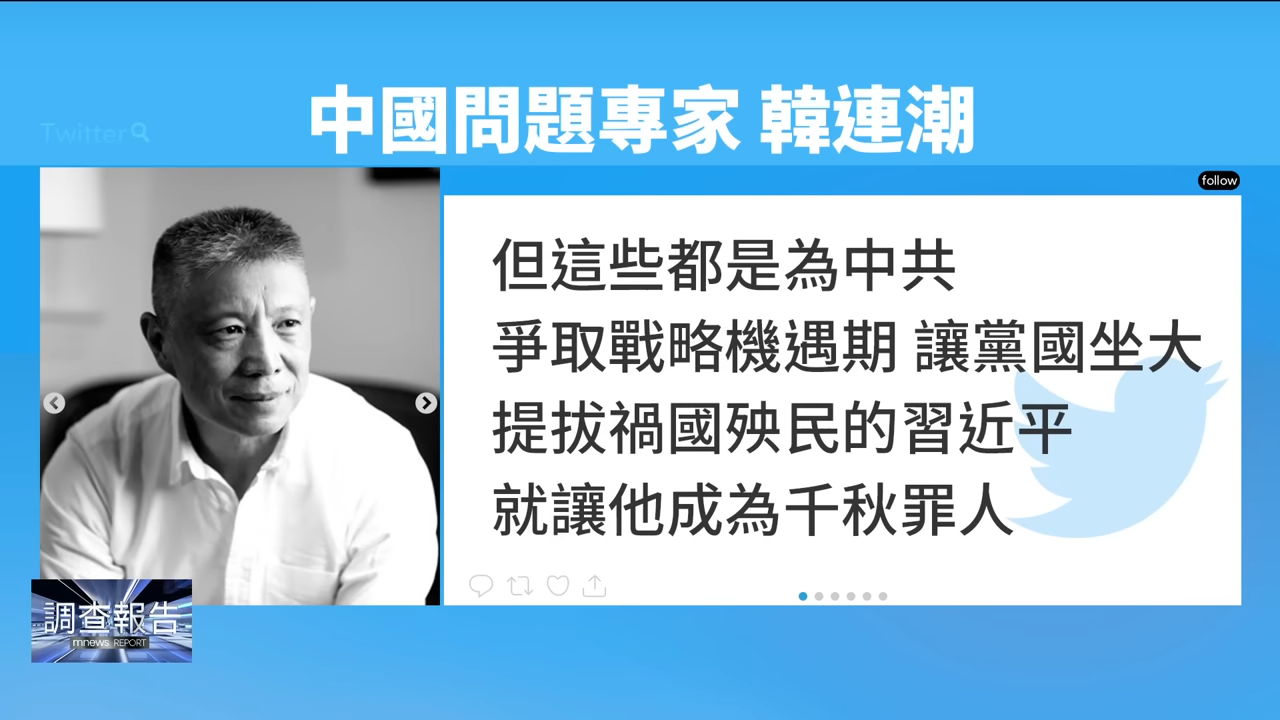 中國問題專家 韓連潮
Twitter
follow
但這些都是為中共
爭取戰略機遇期 讓黨國坐大
提拔禍國殃民的習近平
就讓他成為千秋罪人
調查報告
mnews REPORT